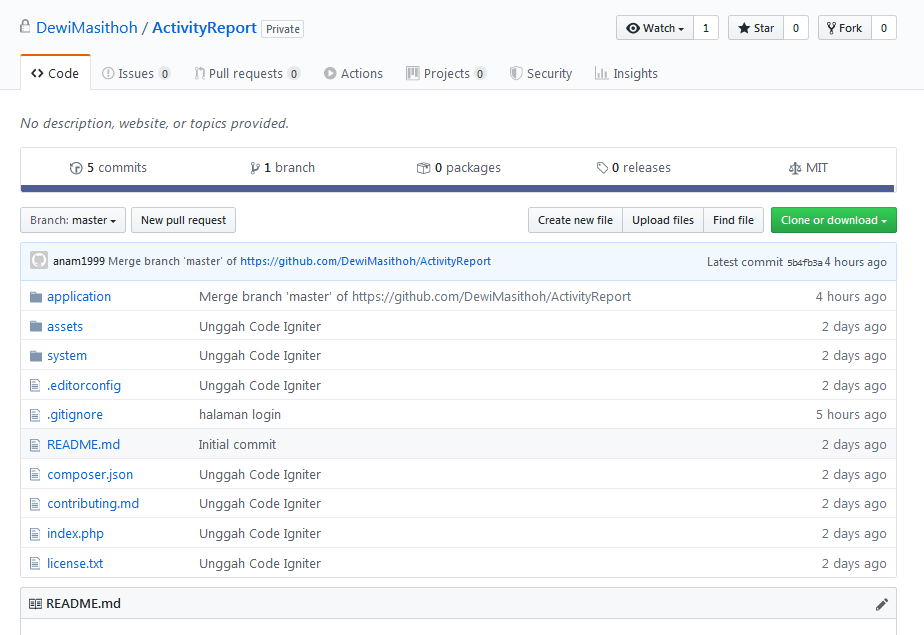 DewiMasithoh / ActivityReport Private Watch 1 Star 0 Fork 0
Code Issues 0 Pull requests 0 Actions Projects 0 Security Insights
No description, website, or topics provided.
5 commits 1 branch 0 packages 0 releases MIT
Branch: master New pull request Create new file Upload files Find file Clone or download
anam1999 Merge branch 'master' of https://github.com/DewiMasithoh/ActivityReport Latest commit 5b4fb3a 4 hours ago
application Merge branch 'master' of https://github.com/DewiMasithoh/ActivityReport 4 hours ago
assets Unggah Code Igniter 2 days ago
system Unggah Code Igniter 2 days ago
.editorconfig Unggah Code Igniter 2 days ago
.gitignore halaman login 5 hours ago
README.md Initial commit 2 days ago
composer.json Unggah Code Igniter 2 days ago
contributing.md Unggah Code Igniter 2 days ago
index.php Unggah Code Igniter 2 days ago
license.txt Unggah Code Igniter 2 days ago
README.md